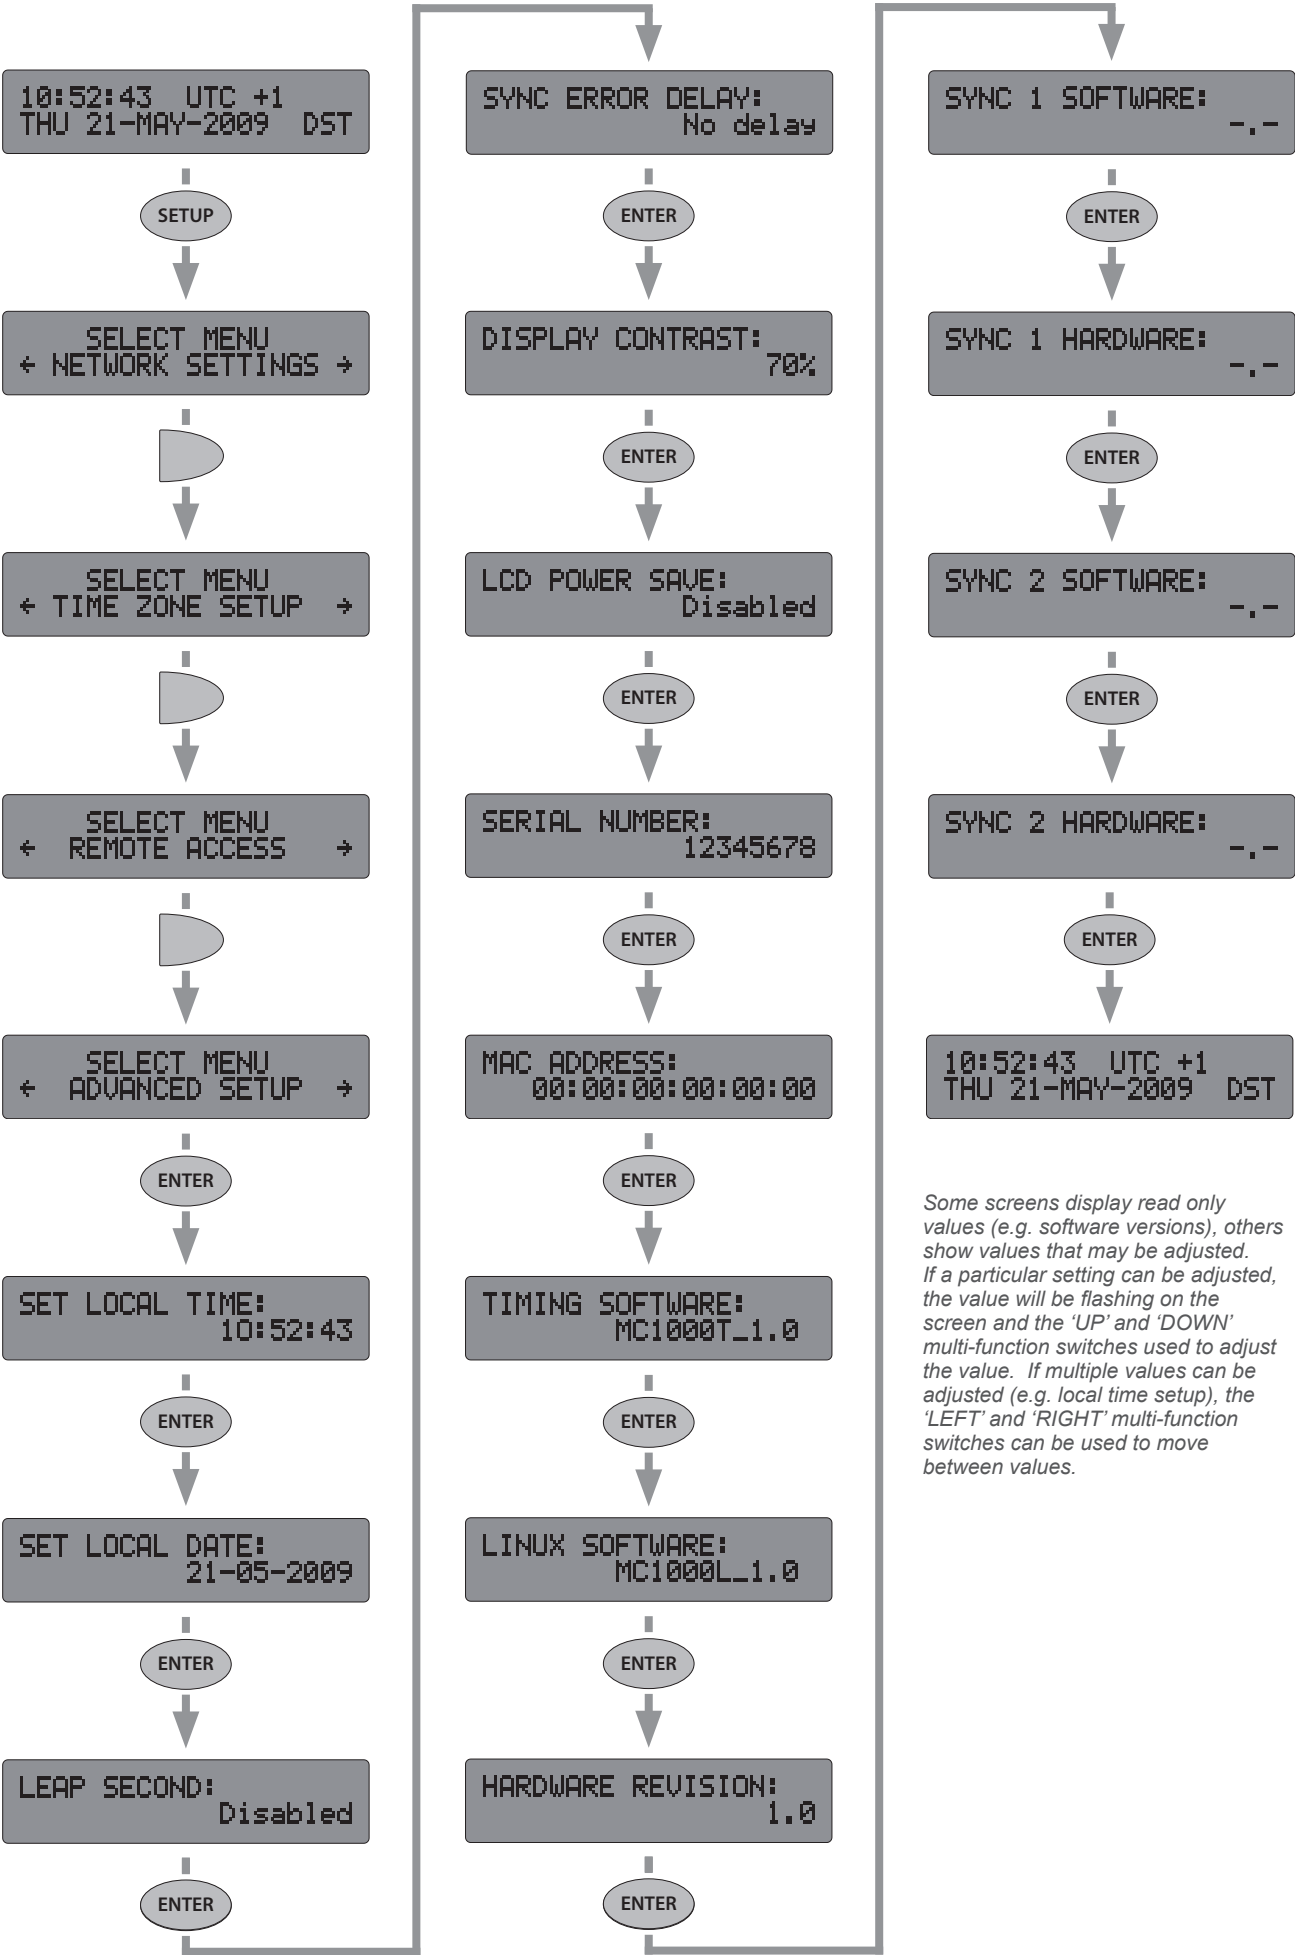 10:52:43 UTC +1
THU 21-MAY-2009 DST
SETUP
SELECT MENU
← NETWORK SETTINGS →
SELECT MENU
← TIME ZONE SETUP →
SELECT MENU
← REMOTE ACCESS →
SELECT MENU
← ADVANCED SETUP →
ENTER
SET LOCAL TIME:
10:52:43
ENTER
SET LOCAL DATE:
21-05-2009
ENTER
LEAP SECOND:
Disabled
ENTER
SYNC ERROR DELAY:
No delay
ENTER
DISPLAY CONTRAST:
70%
ENTER
LCD POWER SAVE:
Disabled
ENTER
SERIAL NUMBER:
12345678
ENTER
MAC ADDRESS:
00:00:00:00:00:00
ENTER
TIMING SOFTWARE:
MC1000T_1.0
ENTER
LINUX SOFTWARE:
MC1000L_1.0
ENTER
HARDWARE REVISION:
1.0
ENTER
SYNC 1 SOFTWARE:
-.-
ENTER
SYNC 1 HARDWARE:
-.-
ENTER
SYNC 2 SOFTWARE:
-.-
ENTER
SYNC 2 HARDWARE:
-.-
ENTER
10:52:43 UTC +1
THU 21-MAY-2009 DST
Some screens display read only
values (e.g. software versions), others
show values that may be adjusted.
If a particular setting can be adjusted,
the value will be flashing on the
screen and the ‘UP’ and ‘DOWN’
multi-function switches used to adjust
the value. If multiple values can be
adjusted (e.g. local time setup), the
‘LEFT’ and ‘RIGHT’ multi-function
switches can be used to move
between values.